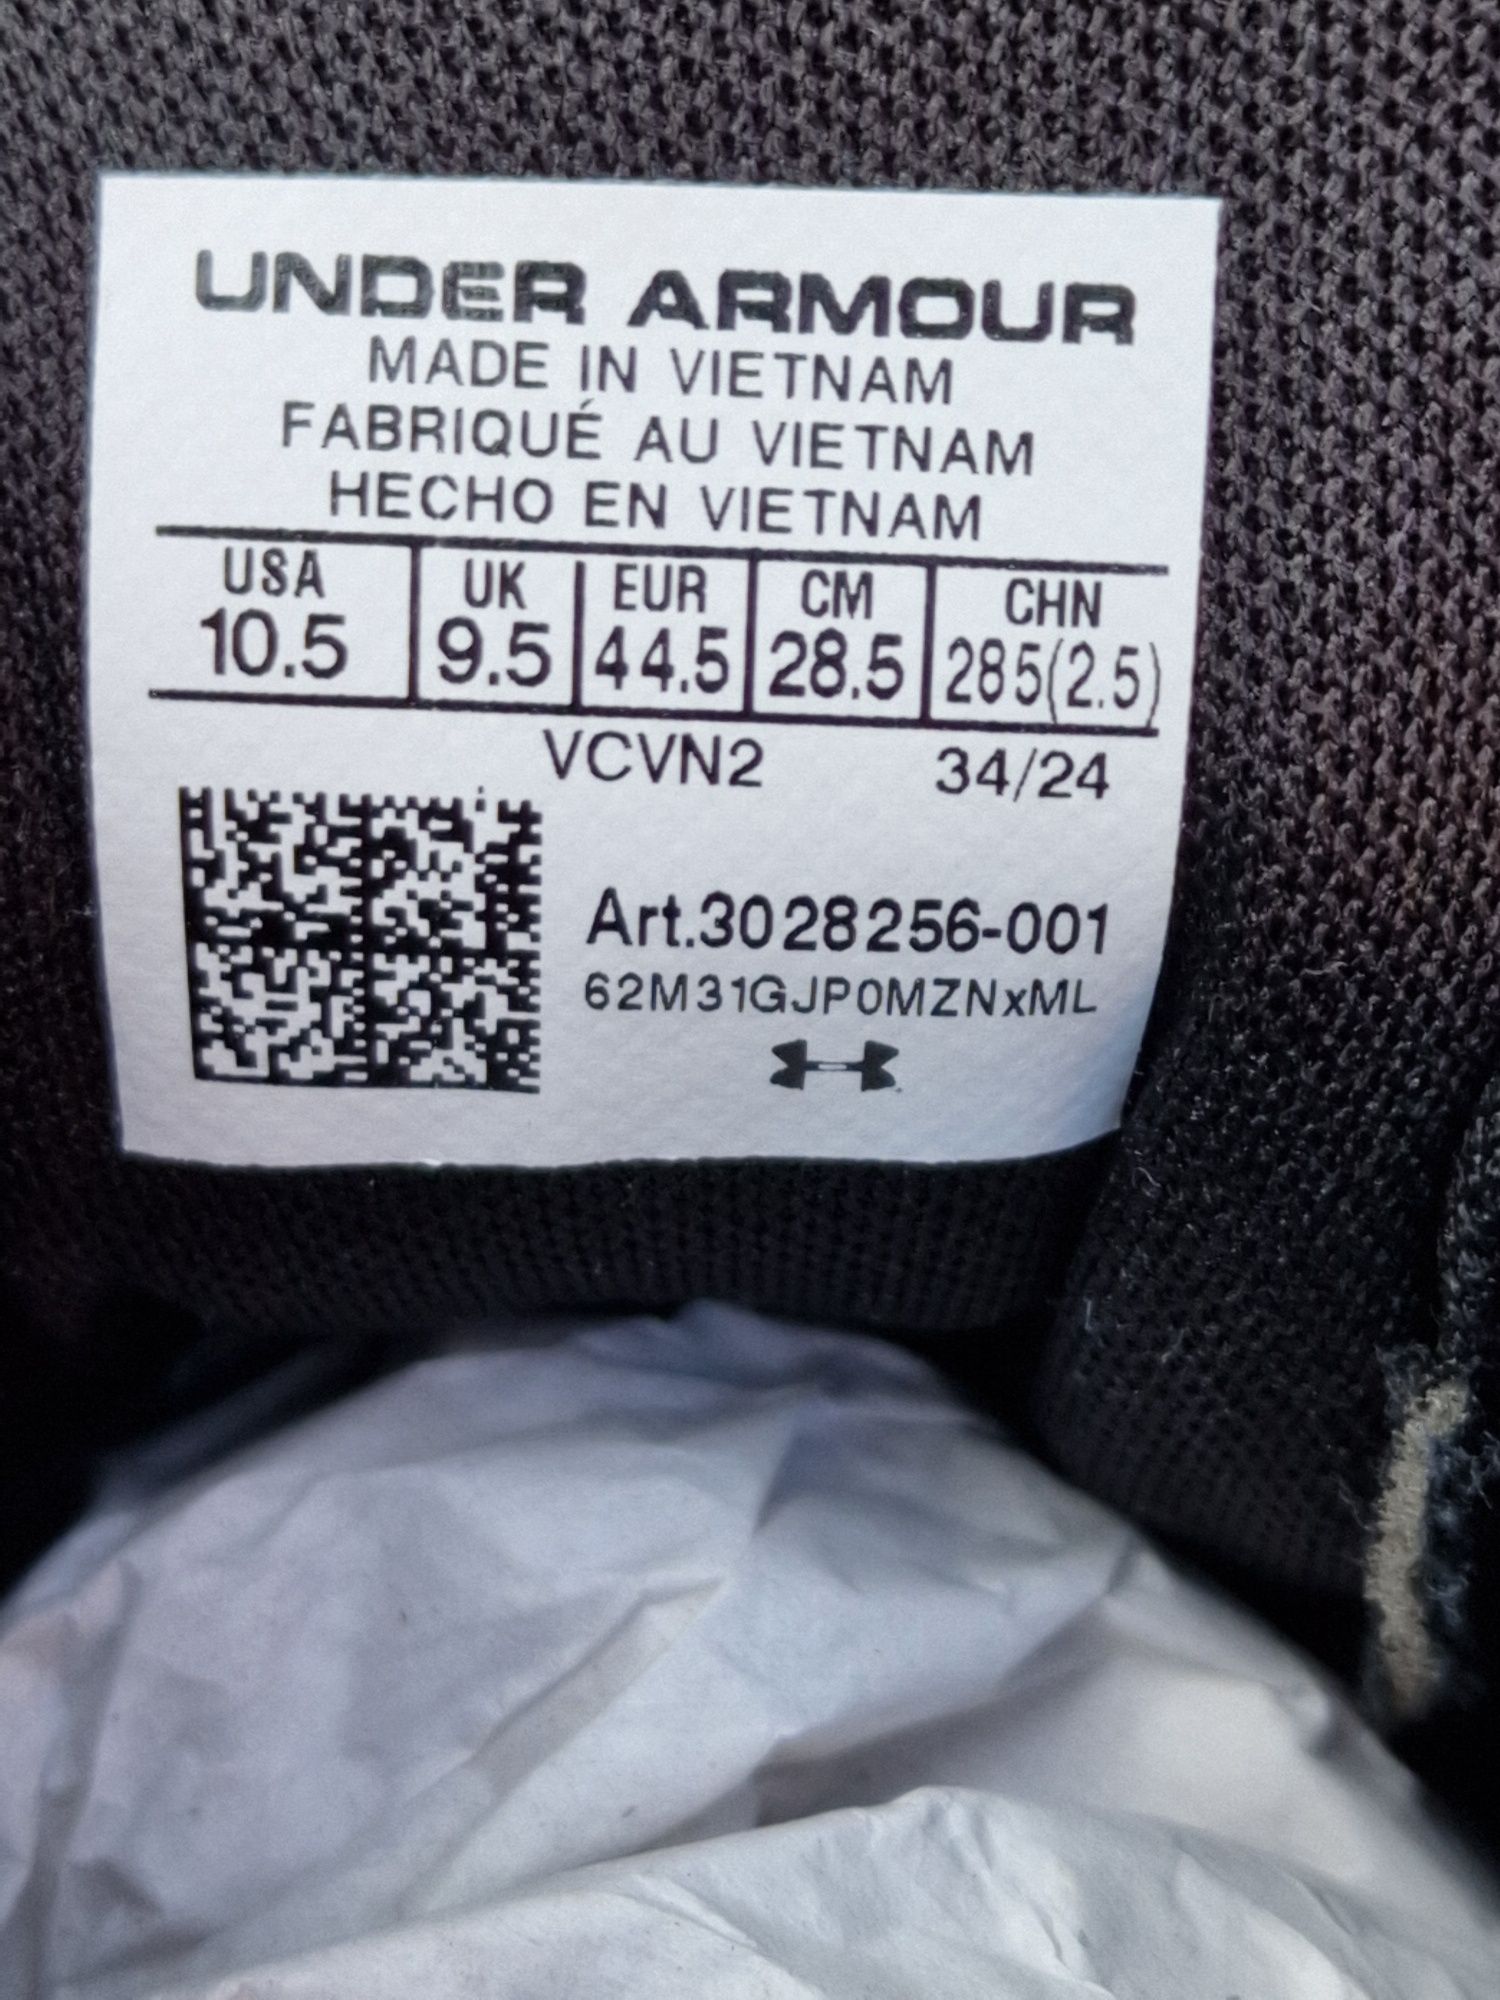 UNDER ARMOUR
MADE IN VIETNAM
FABRIQUÉ AU VIETNAM
HECHO EN VIETNAM
USA UK EUR CM CHN
10.5 9.5 44.5 28.5 285(2.5)
VCVN2 34/24
Art.3028256-001
62M31GJP0MZNxML